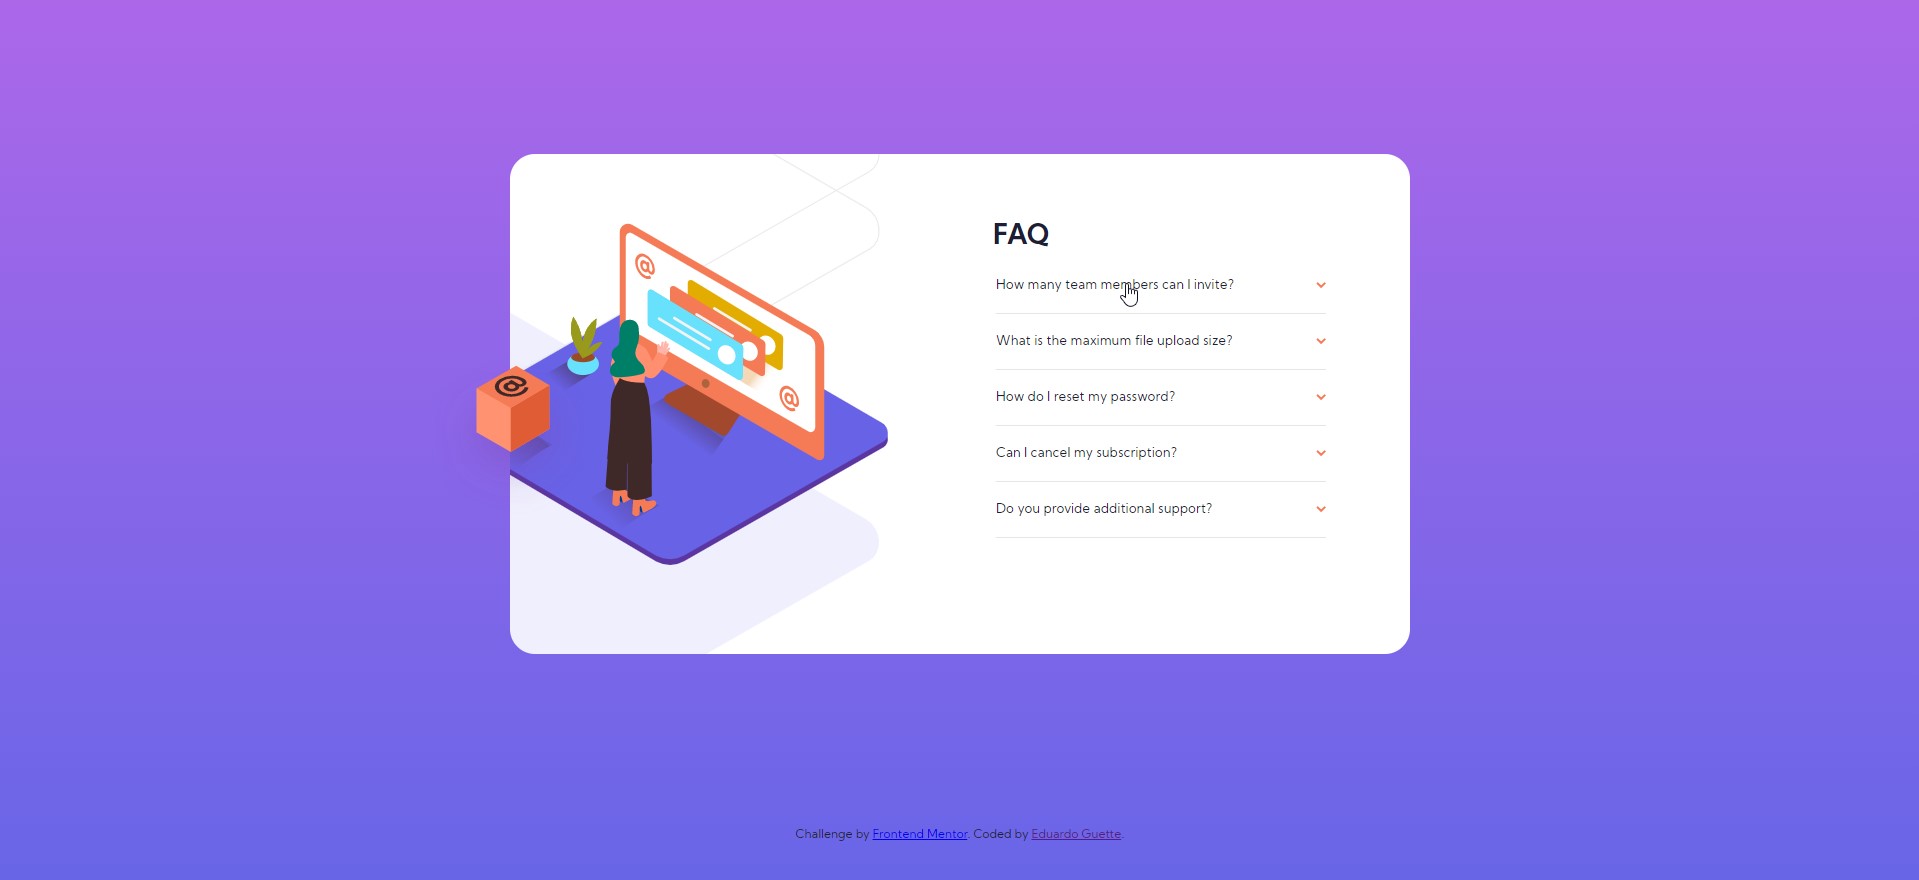 FAQ
How many team members can I invite?
What is the maximum file upload size?
How do I reset my password?
Can I cancel my subscription?
Do you provide additional support?
@
@
@
Challenge by Frontend Mentor. Coded by Eduardo Guette.